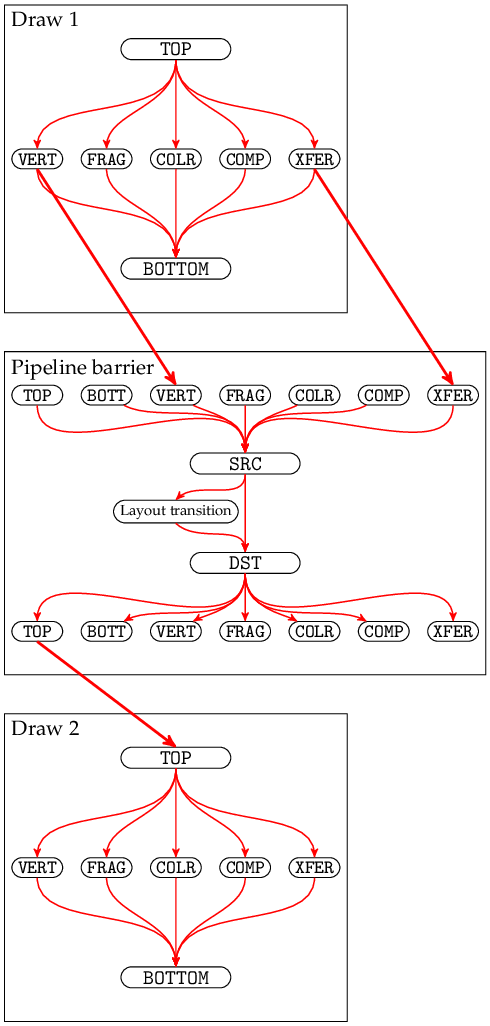 Draw 1
TOP
VERT FRAG COLR COMP XFER
BOTTOM
Pipeline barrier
TOP BOTT VERT FRAG COLR COMP XFER
SRC
Layout transition
DST
TOP BOTT VERT FRAG COLR COMP XFER
Draw 2
TOP
VERT FRAG COLR COMP XFER
BOTTOM